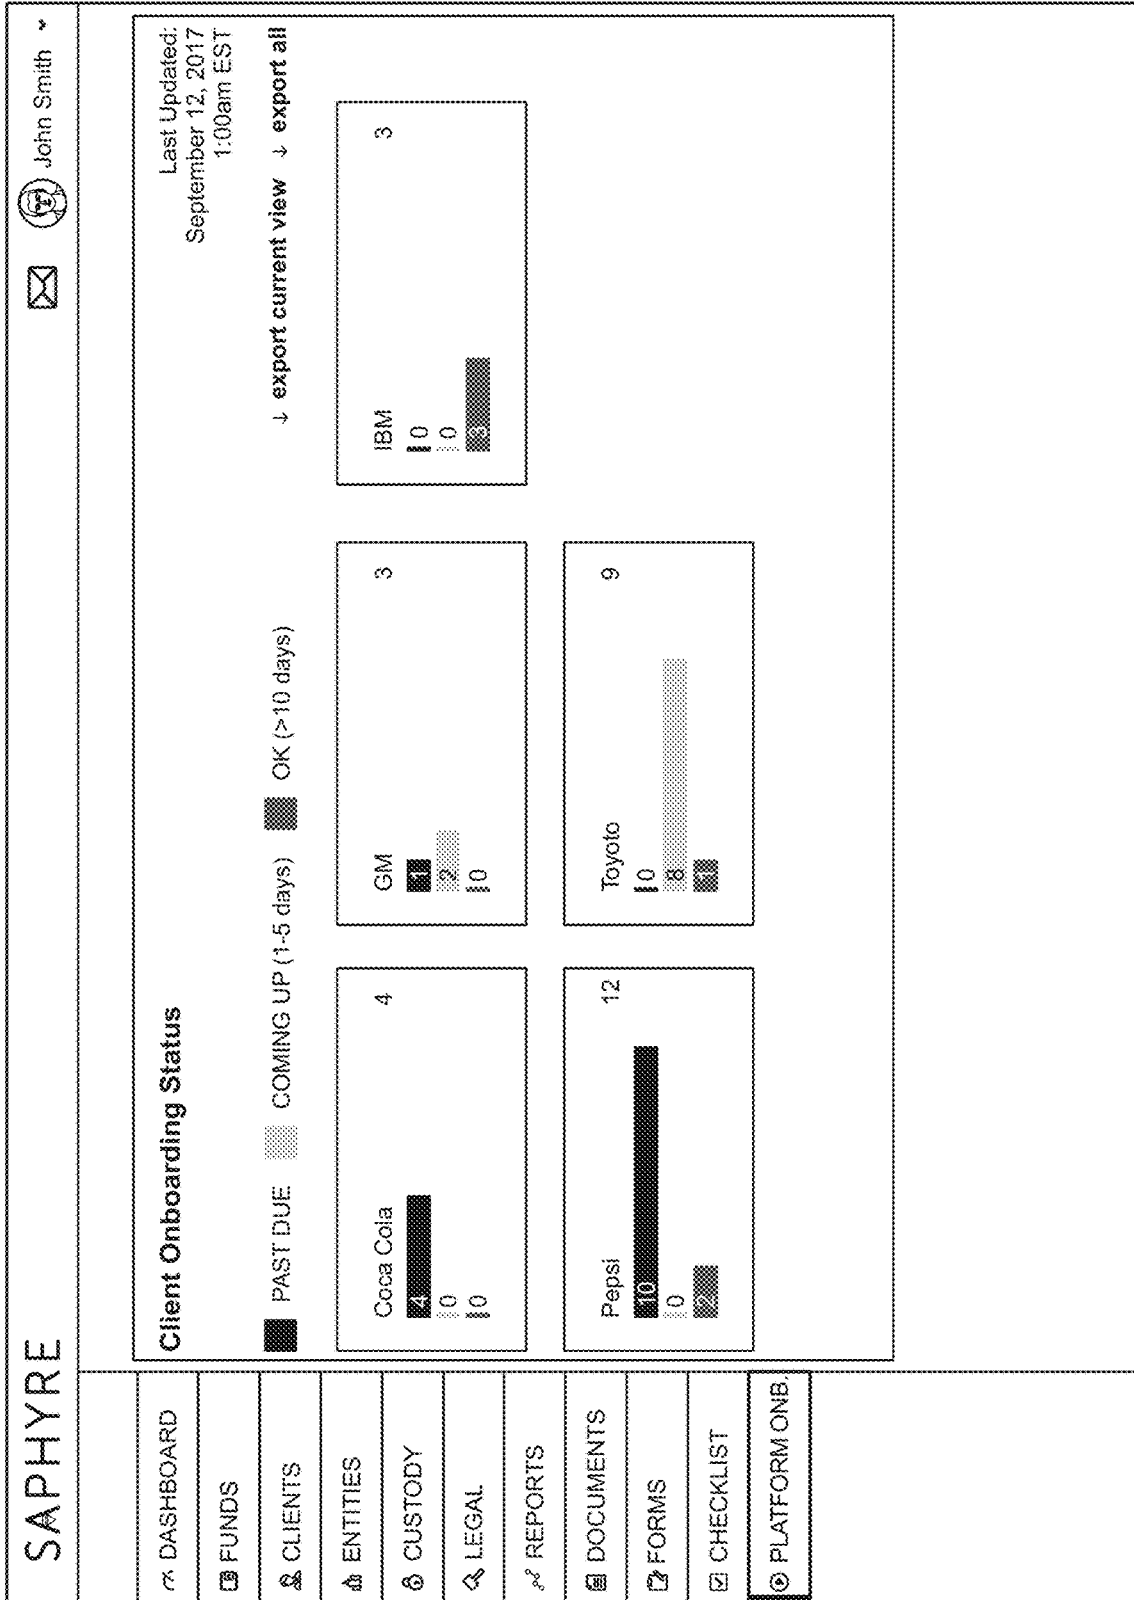 SAPHYRE
John Smith
DASHBOARD
FUNDS
CLIENTS
ENTITIES
CUSTODY
LEGAL
REPORTS
DOCUMENTS
FORMS
CHECKLIST
PLATFORM ONB.
Client Onboarding Status
Last Updated:
September 12, 2017
1:00am EST
PAST DUE COMING UP (1-5 days) OK (>10 days) ↓ export current view ↓ export all
Coca Cola 4
4
0
0
GM 3
1
2
0
IBM 3
0
0
3
Pepsi 12
10
0
2
Toyoto 9
0
8
1